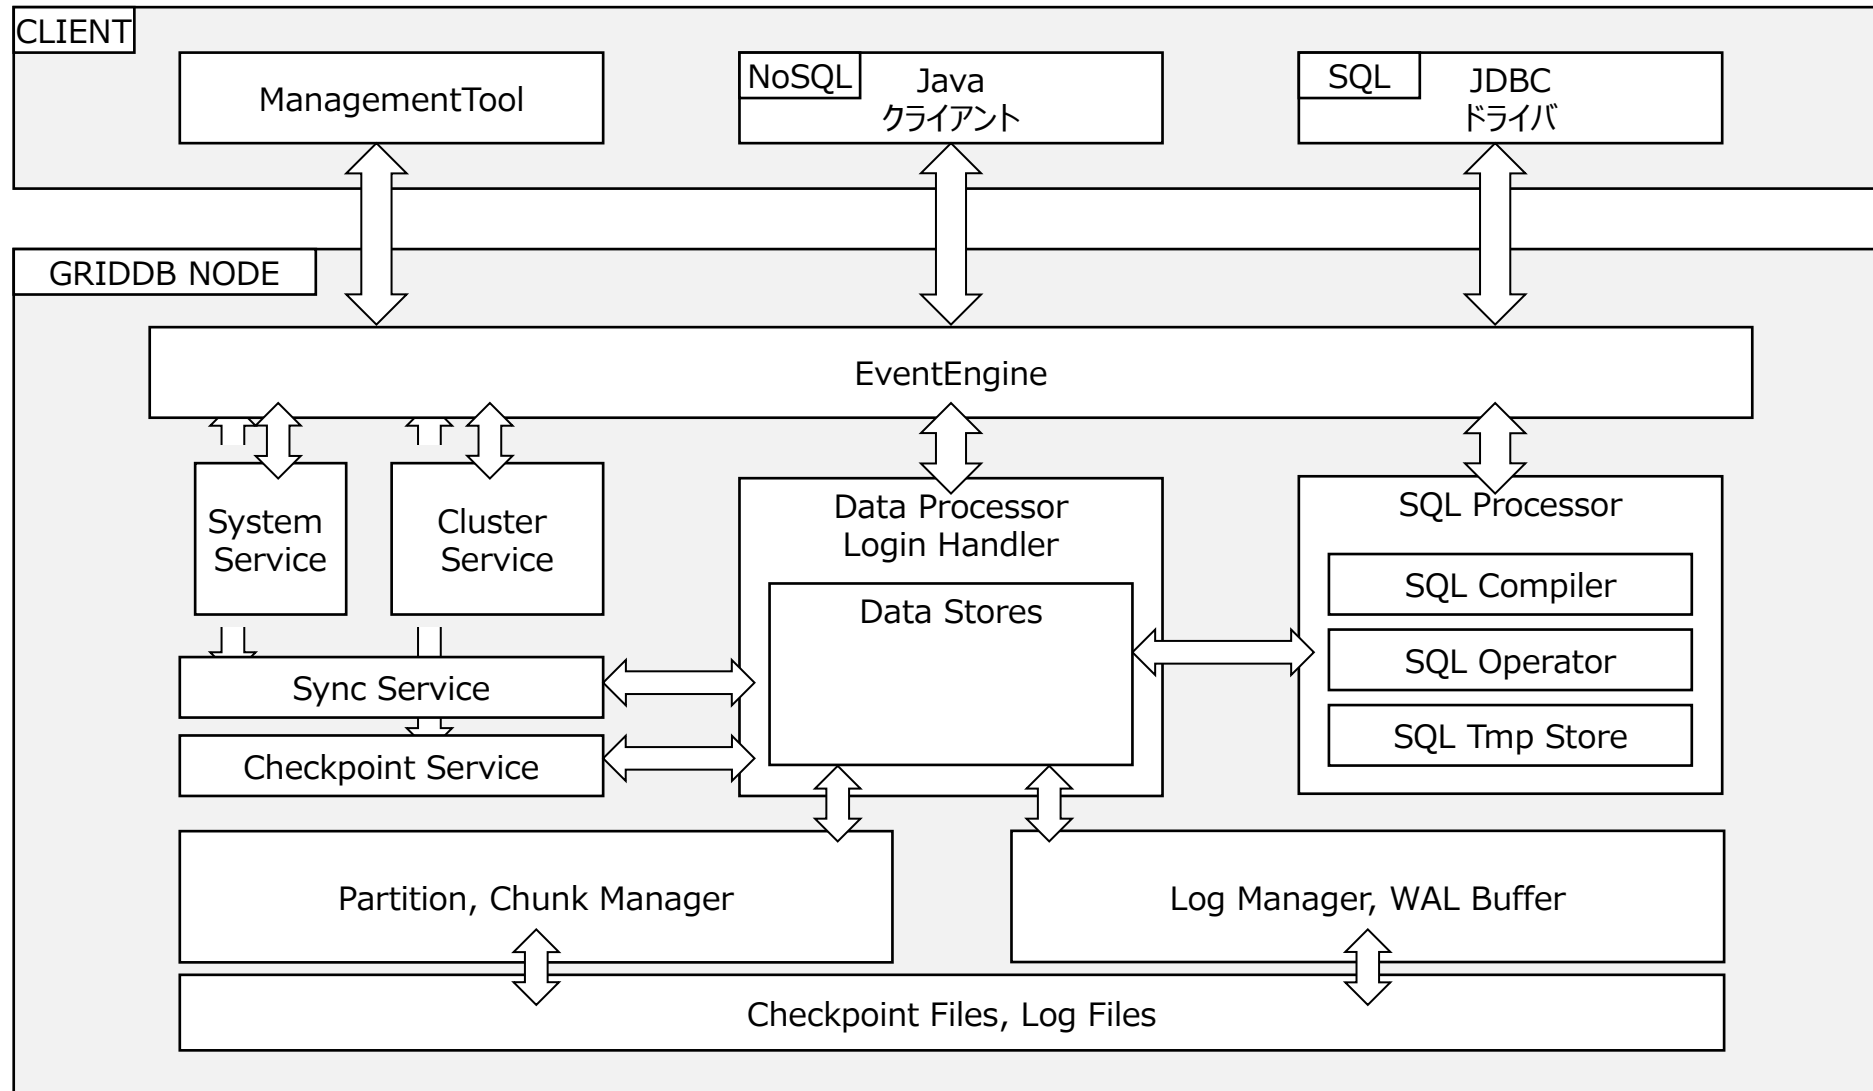 CLIENT
ManagementTool
NoSQL
Java
クライアント
SQL
JDBC
ドライバ
GRIDDB NODE
EventEngine
System
Service
Cluster
Service
Data Processor
Login Handler
Data Stores
SQL Processor
SQL Compiler
SQL Operator
SQL Tmp Store
Sync Service
Checkpoint Service
Partition, Chunk Manager
Log Manager, WAL Buffer
Checkpoint Files, Log Files